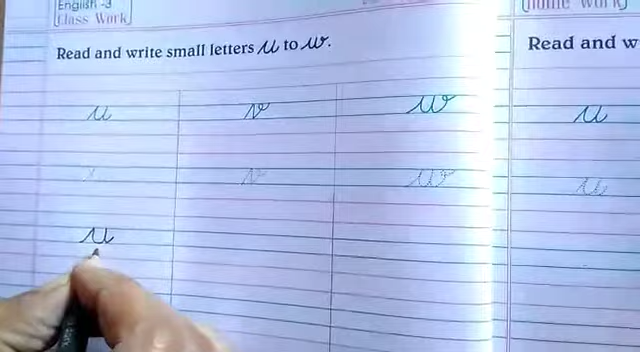 English -3
Class Work
Home Work
Read and write small letters u to w.
Read and w
u v w u
v w u
u